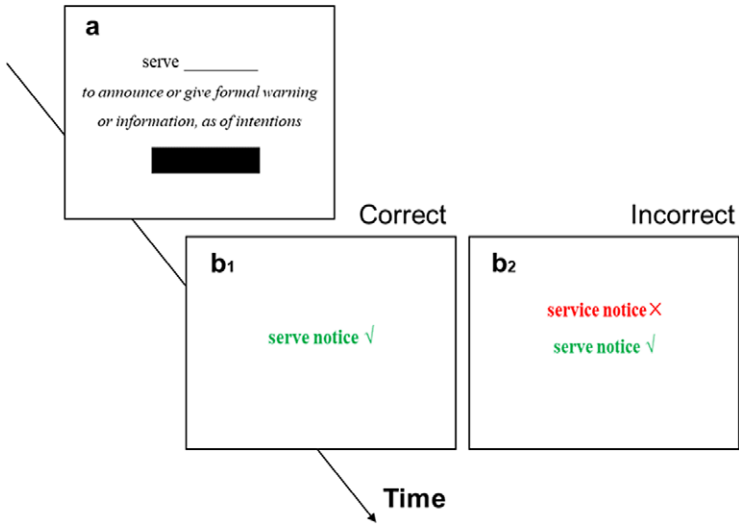 a
serve _________
to announce or give formal warning
or information, as of intentions
Correct
Incorrect
b1
serve notice √
b2
service notice ×
serve notice √
Time